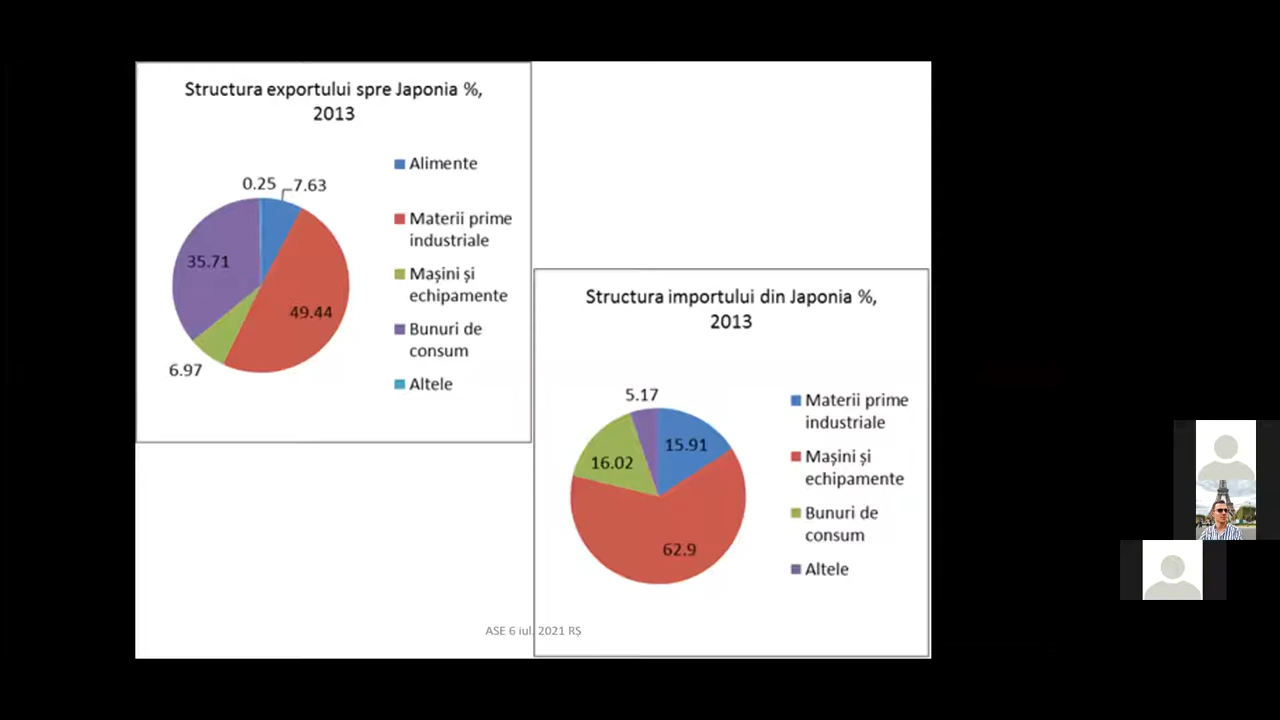 Structura exportului spre Japonia %,
2013
0.25
7.63
35.71
49.44
6.97
Alimente
Materii prime
industriale
Mașini și
echipamente
Bunuri de
consum
Altele
Structura importului din Japonia %,
2013
5.17
15.91
16.02
62.9
Materii prime
industriale
Mașini și
echipamente
Bunuri de
consum
Altele
ASE 6 iul. 2021 RȘ